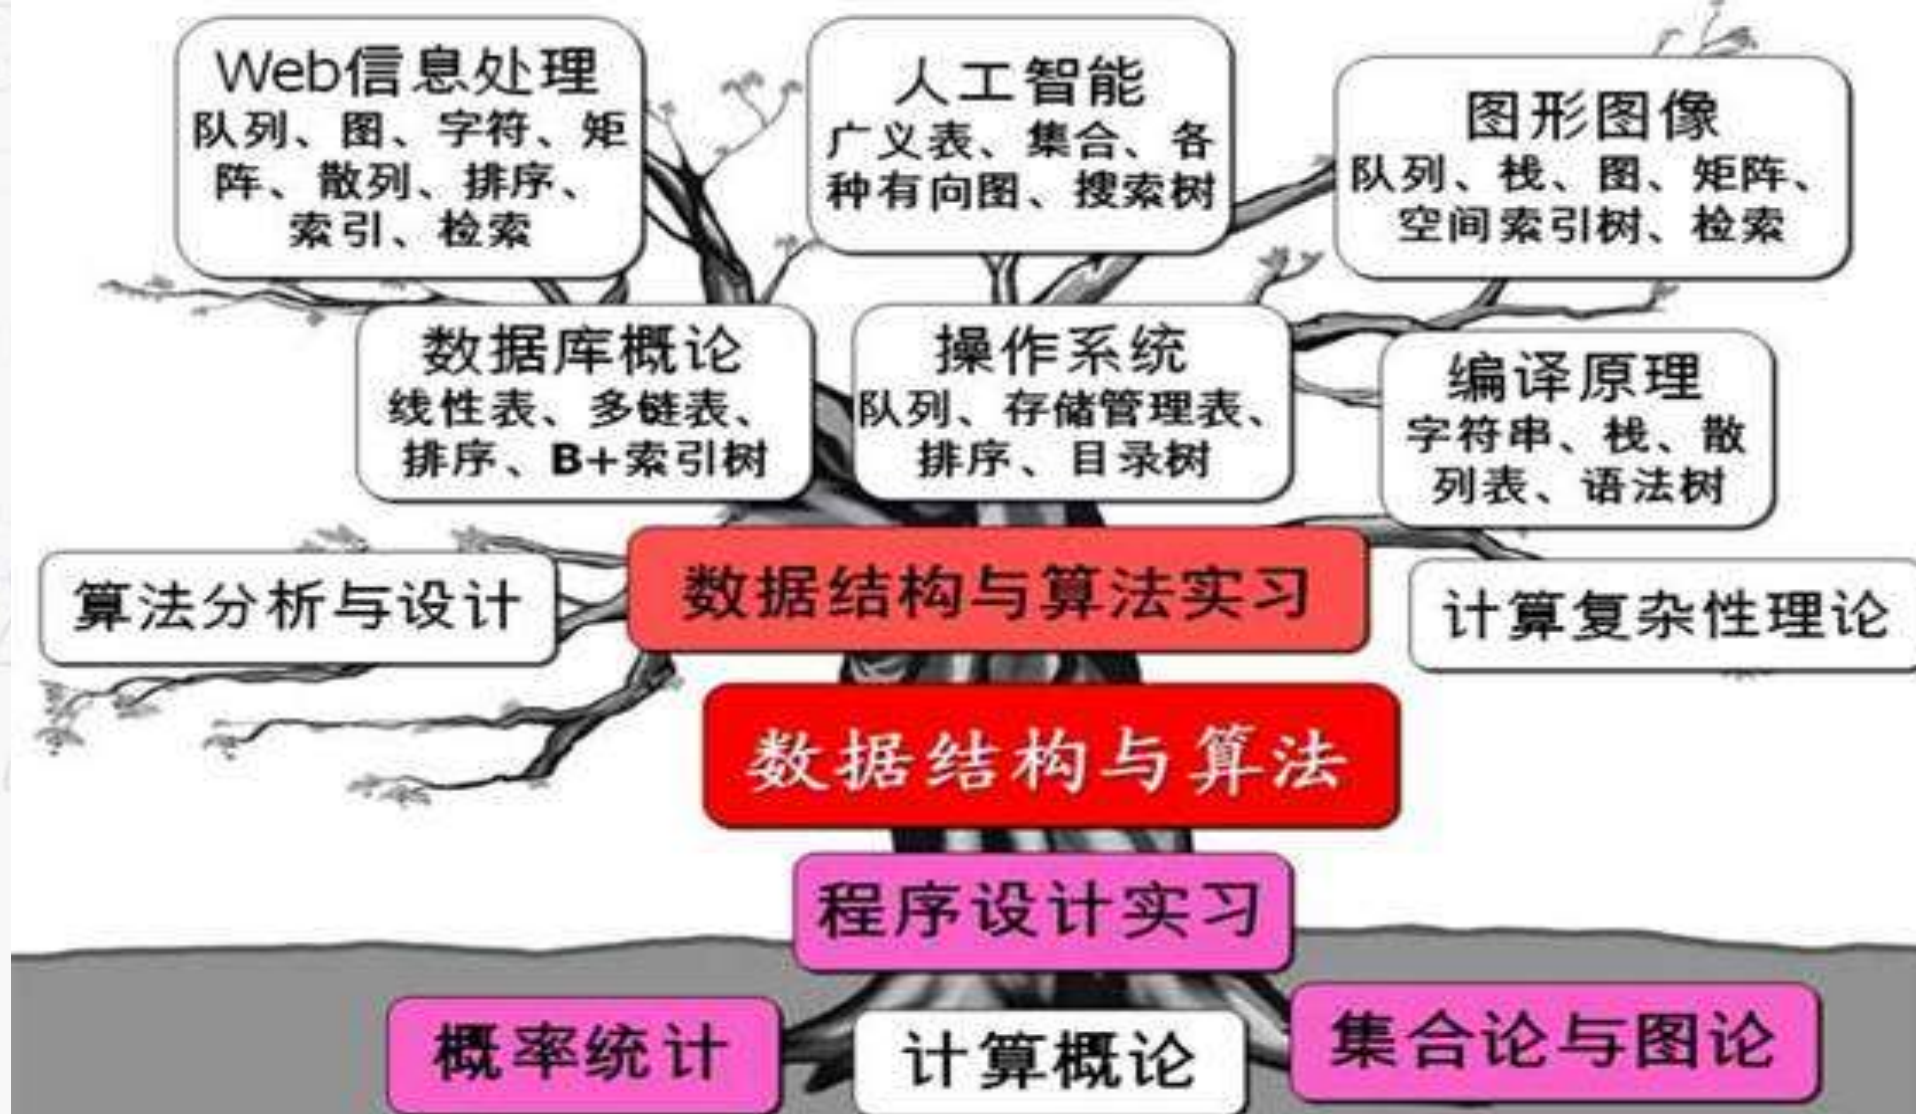 Web信息处理
队列、图、字符、矩
阵、散列、排序、
索引、检索
人工智能
广义表、集合、各
种有向图、搜索树
图形图像
队列、栈、图、矩阵、
空间索引树、检索
数据库概论
线性表、多链表、
排序、B+索引树
操作系统
队列、存储管理表、
排序、目录树
编译原理
字符串、栈、散
列表、语法树
算法分析与设计
数据结构与算法实习
计算复杂性理论
数据结构与算法
程序设计实习
概率统计
计算概论
集合论与图论